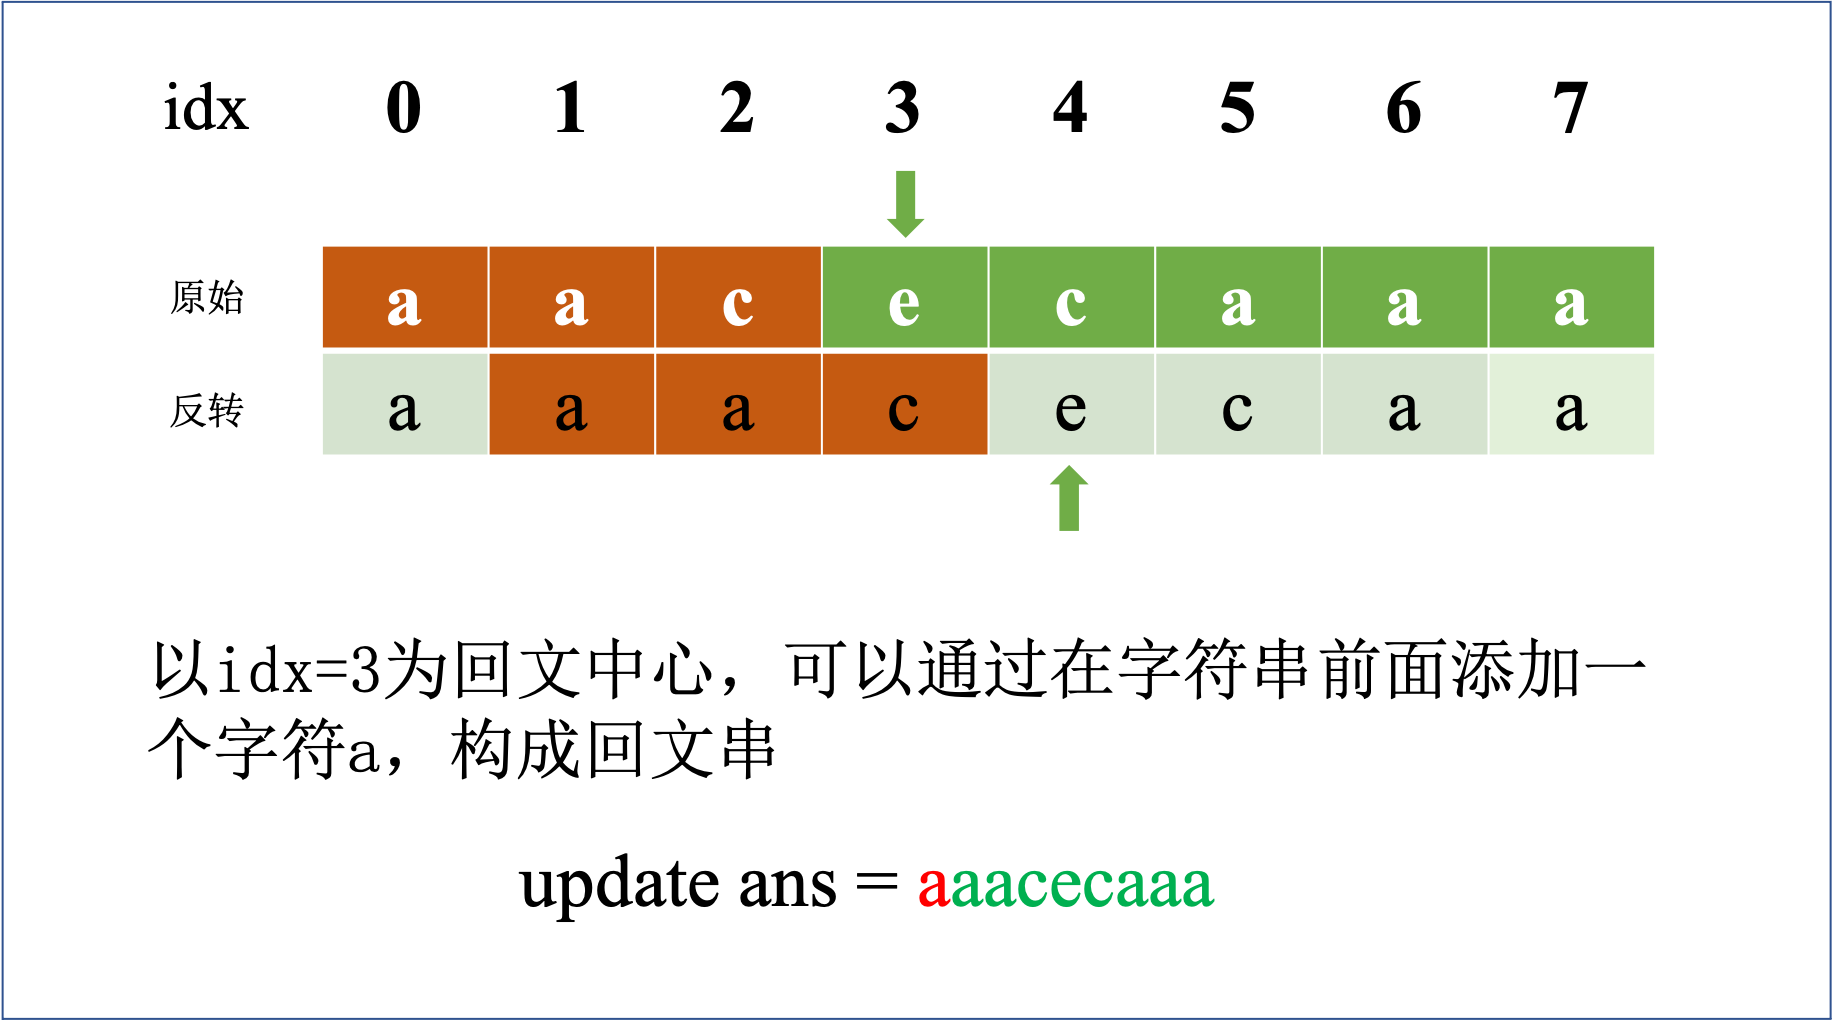 idx 0 1 2 3 4 5 6 7
原始 a a c e c a a a
反转 a a a c e c a a
以idx=3为回文中心，可以通过在字符串前面添加一
个字符a，构成回文串
update ans = aaacecaaa